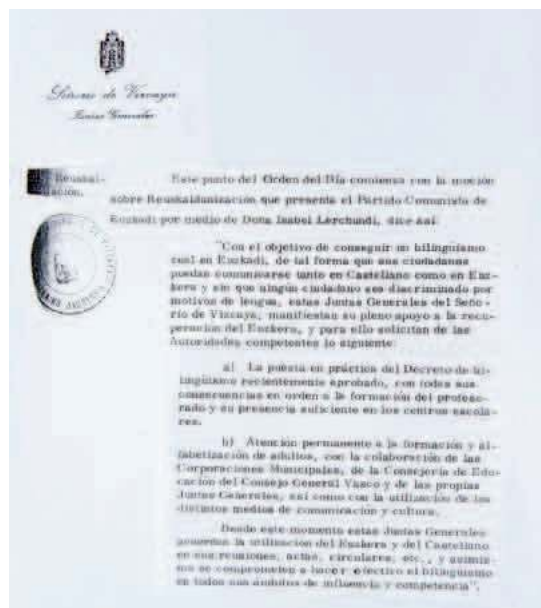 Señorío de Vizcaya
Juntas Generales
Reuskal-
Este punto del Orden del Día comienza con la moción
sobre Reuskaldunización que presenta el Partido Comunista de
Euzkadi por medio de Dona Isabel Lerchundi, dice así
"Con el objetivo de conseguir un bilingüismo
real en Euzkadi, de tal forma que sus ciudadanos
puedan comunicarse tanto en Castellano como en Euz-
kera y sin que ningún ciudadano sea discriminado por
motivos de lengua, estas Juntas Generales del Seño-
río de Vizcaya, manifiestan su pleno apoyo a la recu-
peración del Euzkera, y para ello solicitan de las
Autoridades competentes lo siguiente
a) La puesta en práctica del Decreto de bi-
lingüismo recientemente aprobado, con todas sus
consecuencias en orden a la formación del profeso-
rado y su presencia suficiente en los centros escola-
res.
b) Atención permanente a la formación y al-
fabetización de adultos, con la colaboración de las
Corporaciones Municipales, de la Consejería de Edu-
cación del Consejo General Vasco y de las propias
Juntas Generales, así como con la utilización de los
distintos medios de comunicación y cultura.
Desde este momento estas Juntas Generales
acuerdan la utilización del Euzkera y del Castellano
en sus reuniones, actas, circulares, etc., y asimis-
mo se comprometen a hacer efectivo el bilingüismo
en todos sus ámbitos de influencia y competencia".